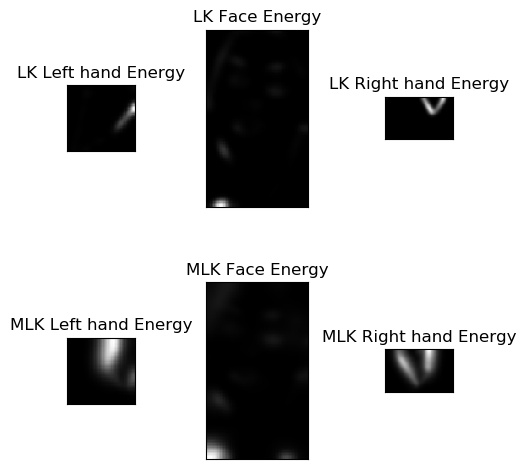 LK Face Energy
LK Left hand Energy
LK Right hand Energy
MLK Face Energy
MLK Left hand Energy
MLK Right hand Energy